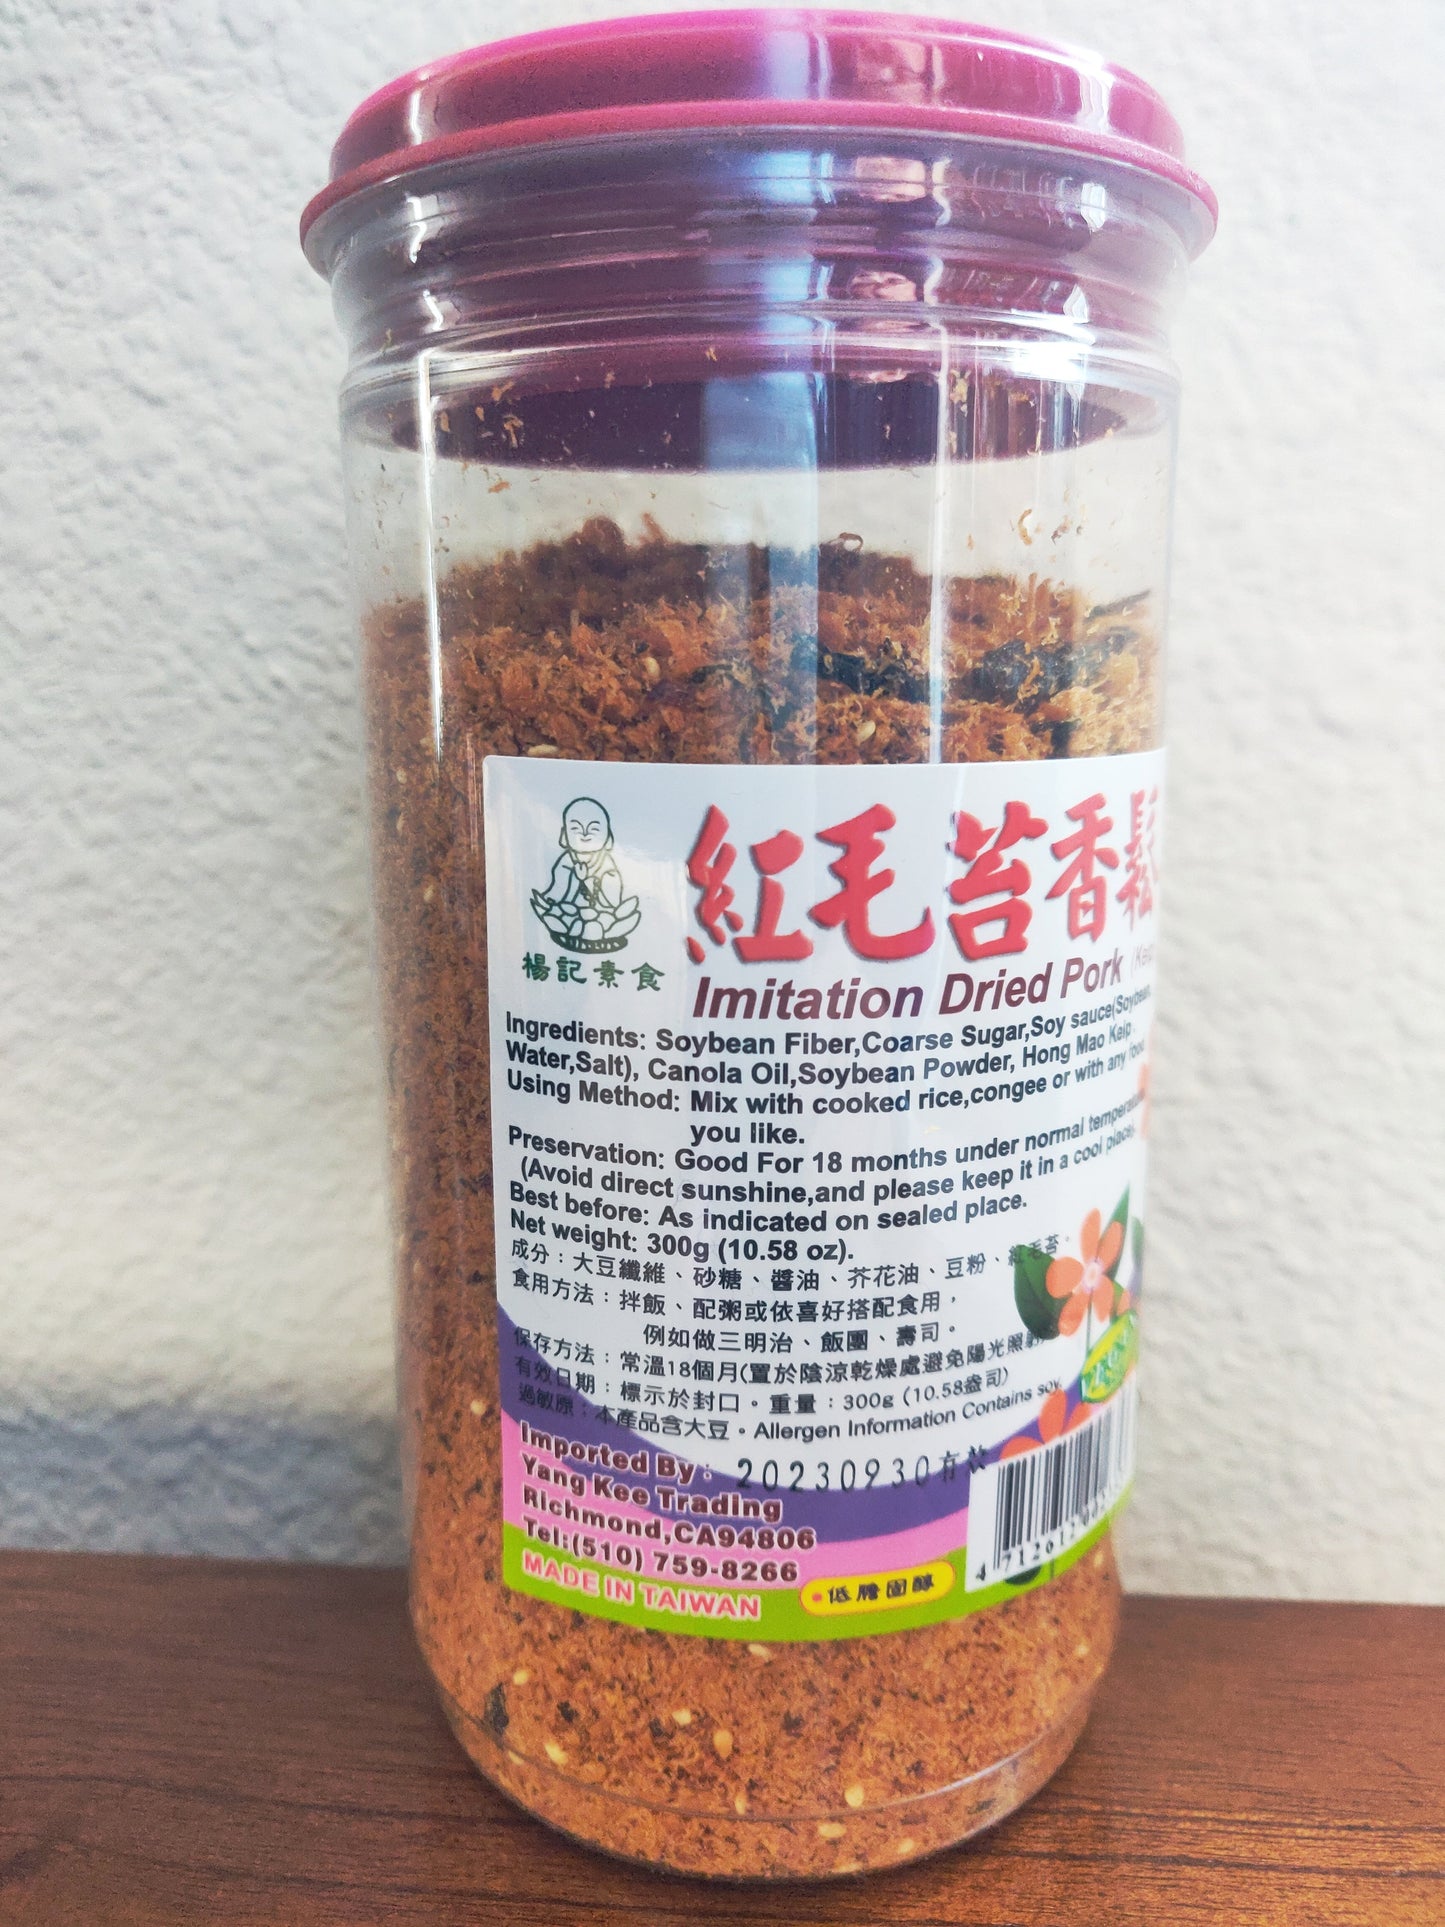 紅毛苔香鬆
楊記素食
Imitation Dried Pork
Ingredients: Soybean Fiber,Coarse Sugar,Soy sauce(Soybean,
Water,Salt), Canola Oil,Soybean Powder, Hong Mao Kelp.
Using Method: Mix with cooked rice,congee or with any food
you like.
Preservation: Good For 18 months under normal temperature
(Avoid direct sunshine,and please keep it in a cool place).
Best before: As indicated on sealed place.
Net weight: 300g (10.58 oz).
成分：大豆纖維、砂糖、醬油、芥花油、豆粉、紅毛苔。
食用方法：拌飯、配粥或依喜好搭配食用，
例如做三明治、飯團、壽司。
保存方法：常溫18個月(置於陰涼乾燥處避免陽光照射
有效日期：標示於封口。重量：300g (10.58盎司)
過敏原：本產品含大豆。Allergen Information Contains soy.
20230930有效
Imported By:
Yang Kee Trading
Richmond,CA94806
Tel:(510) 759-8266
MADE IN TAIWAN
低膽固醇
4 712612